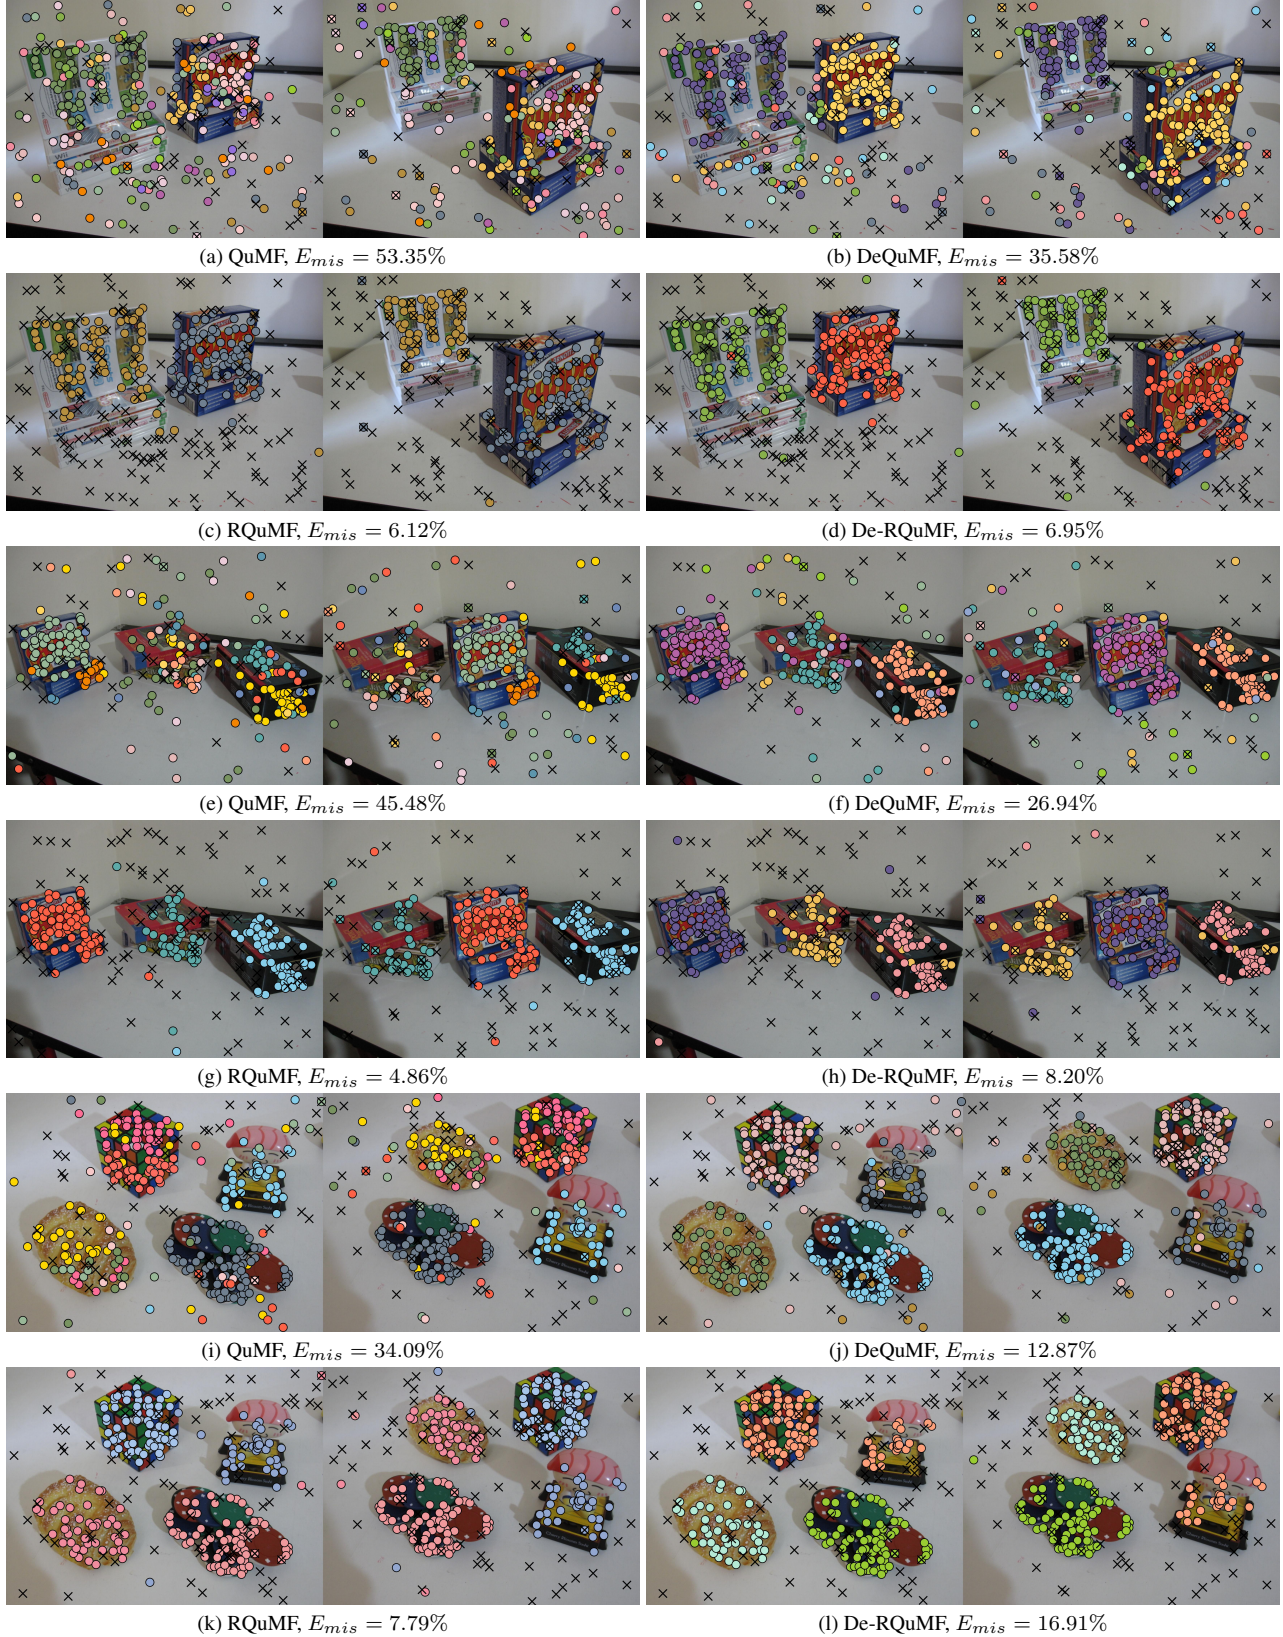 (a) QuMF, E_mis = 53.35%
(b) DeQuMF, E_mis = 35.58%
(c) RQuMF, E_mis = 6.12%
(d) De-RQuMF, E_mis = 6.95%
(e) QuMF, E_mis = 45.48%
(f) DeQuMF, E_mis = 26.94%
(g) RQuMF, E_mis = 4.86%
(h) De-RQuMF, E_mis = 8.20%
(i) QuMF, E_mis = 34.09%
(j) DeQuMF, E_mis = 12.87%
(k) RQuMF, E_mis = 7.79%
(l) De-RQuMF, E_mis = 16.91%